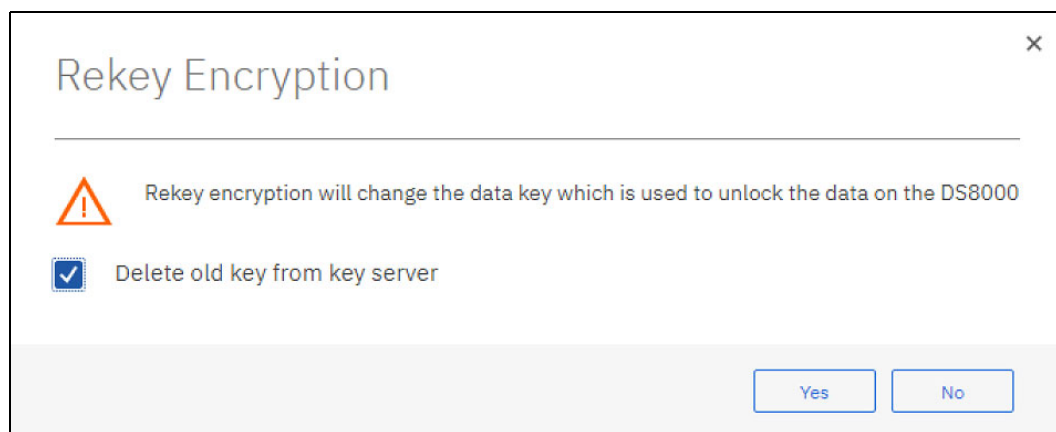 Rekey Encryption
Rekey encryption will change the data key which is used to unlock the data on the DS8000
Delete old key from key server
Yes
No